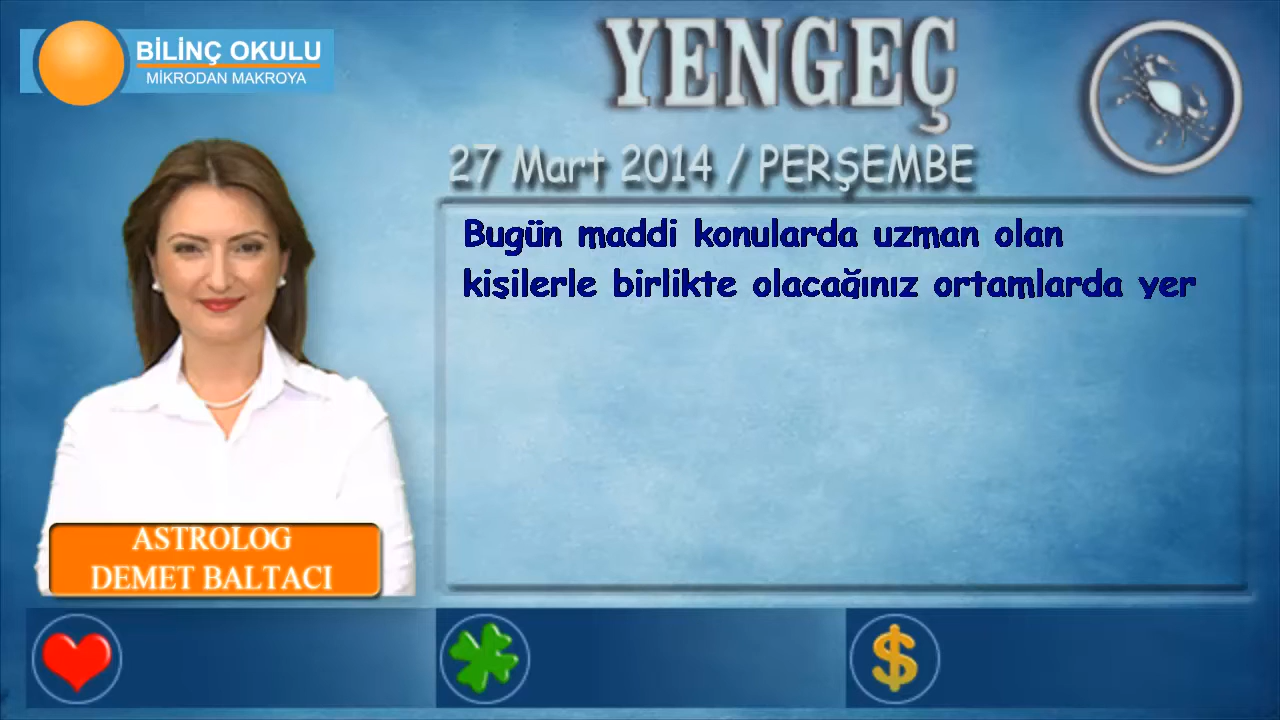 BİLİNÇ OKULU
MİKRODAN MAKROYA
YENGEÇ
27 Mart 2014 / PERŞEMBE
Bugün maddi konularda uzman olan
kişilerle birlikte olacağınız ortamlarda yer
ASTROLOG
DEMET BALTACI